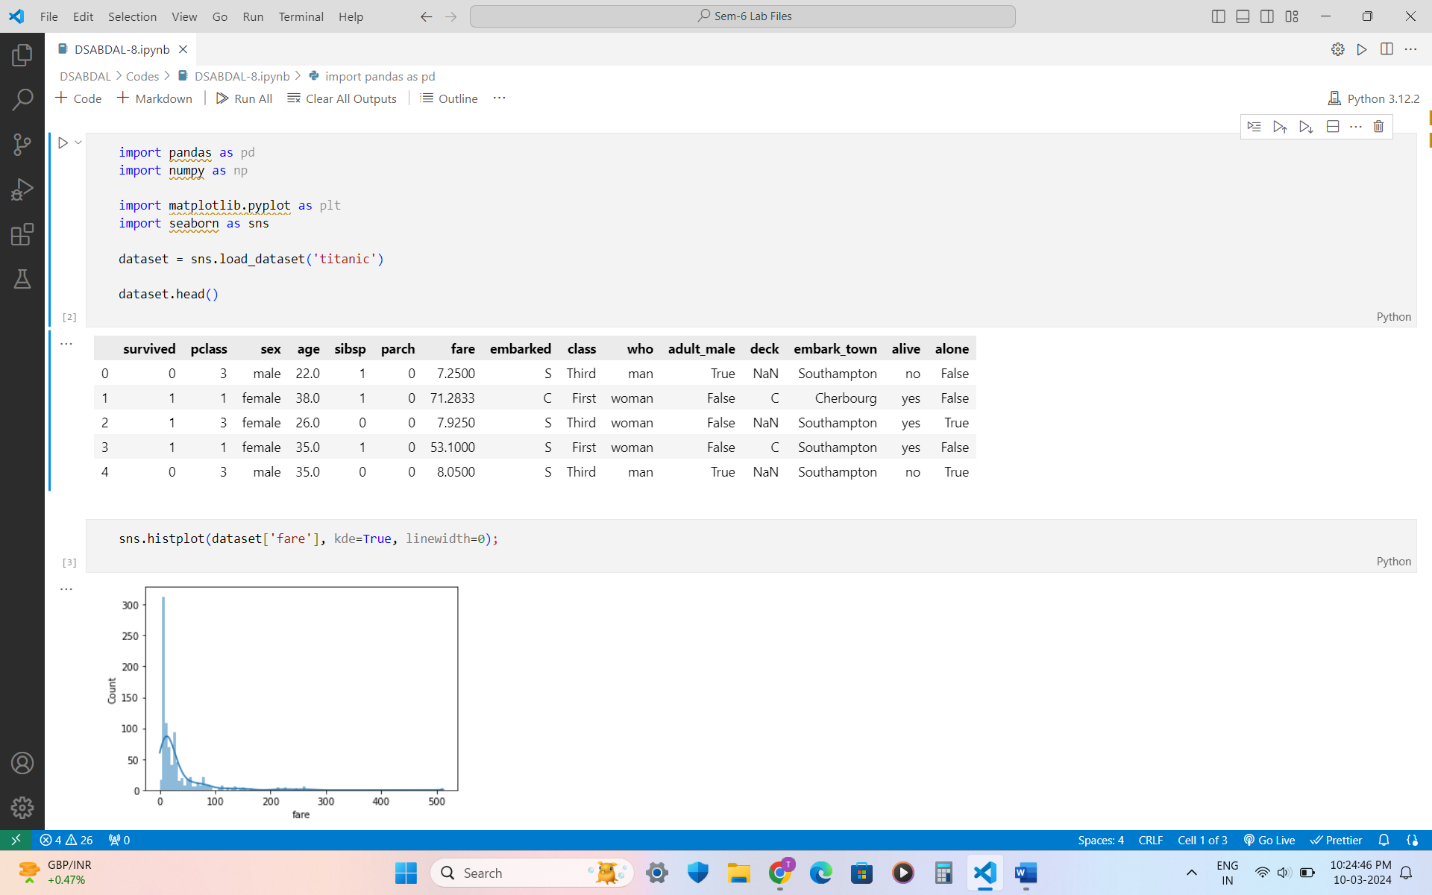 File Edit Selection View Go Run Terminal Help
Sem-6 Lab Files
DSABDAL-8.ipynb
DSABDAL > Codes > DSABDAL-8.ipynb > import pandas as pd
+ Code + Markdown | Run All Clear All Outputs | Outline ...
Python 3.12.2
import pandas as pd
import numpy as np
import matplotlib.pyplot as plt
import seaborn as sns
dataset = sns.load_dataset('titanic')
dataset.head()
[2]
Python
survived pclass sex age sibsp parch fare embarked class who adult_male deck embark_town alive alone
0 0 3 male 22.0 1 0 7.2500 S Third man True NaN Southampton no False
1 1 1 female 38.0 1 0 71.2833 C First woman False C Cherbourg yes False
2 1 3 female 26.0 0 0 7.9250 S Third woman False NaN Southampton yes True
3 1 1 female 35.0 1 0 53.1000 S First woman False C Southampton yes False
4 0 3 male 35.0 0 0 8.0500 S Third man True NaN Southampton no True
sns.histplot(dataset['fare'], kde=True, linewidth=0);
[3]
Python
300
250
200
150
100
50
0
Count
0 100 200 300 400 500
fare
4 26 0
Spaces: 4 CRLF Cell 1 of 3 Go Live Prettier
GBP/INR
+0.47%
Search
T
W
ENG
IN
10:24:46 PM
10-03-2024